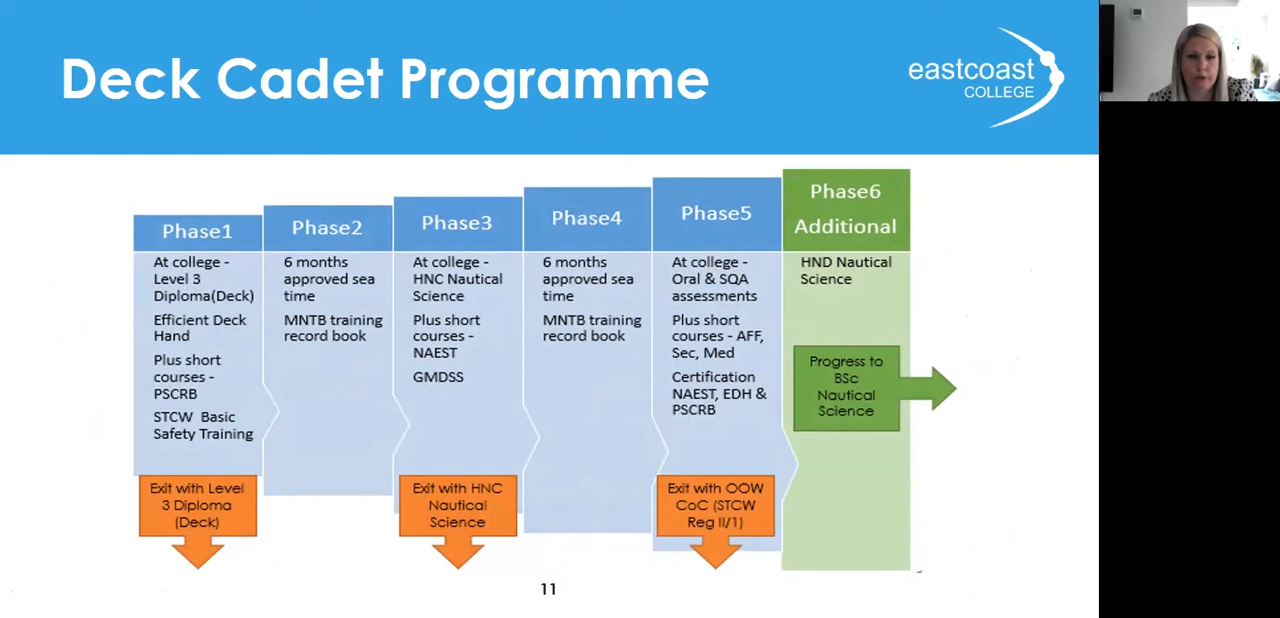 Deck Cadet Programme
eastcoast
COLLEGE
Phase1
At college -
Level 3
Diploma(Deck)
Efficient Deck
Hand
Plus short
courses -
PSCRB
STCW Basic
Safety Training
Exit with Level
3 Diploma
(Deck)
Phase2
6 months
approved sea
time
MNTB training
record book
Phase3
At college -
HNC Nautical
Science
Plus short
courses -
NAEST
GMDSS
Exit with HNC
Nautical
Science
Phase4
6 months
approved sea
time
MNTB training
record book
Phase5
At college -
Oral & SQA
assessments
Plus short
courses - AFF,
Sec, Med
Certification
NAEST, EDH &
PSCRB
Exit with OOW
CoC (STCW
Reg II/1)
Phase6
Additional
HND Nautical
Science
Progress to
BSc
Nautical
Science
11